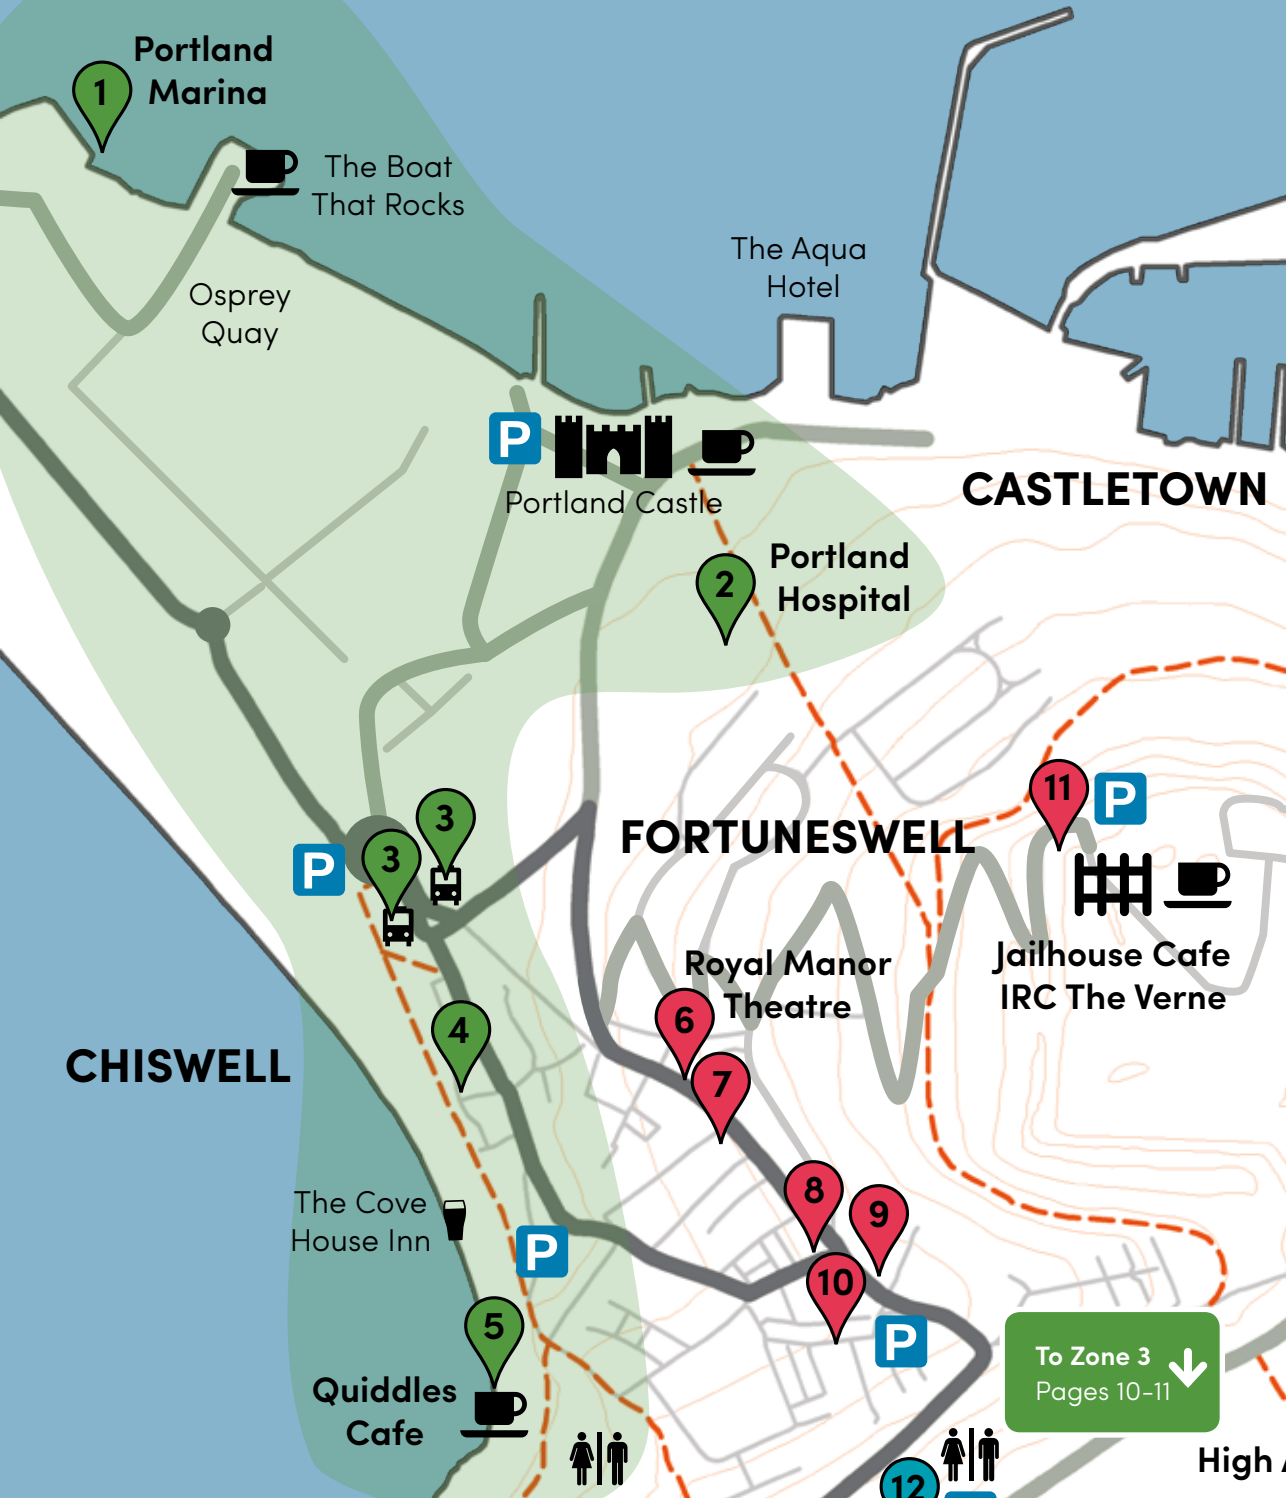 Portland
Marina
1
The Boat
That Rocks
The Aqua
Hotel
Osprey
Quay
P
Portland Castle
CASTLETOWN
Portland
Hospital
2
11
P
3
FORTUNESWELL
3
P
Jailhouse Cafe
IRC The Verne
Royal Manor
Theatre
6
4
CHISWELL
7
8
9
The Cove
House Inn
P
10
5
P
To Zone 3
Pages 10-11
Quiddles
Cafe
High
12